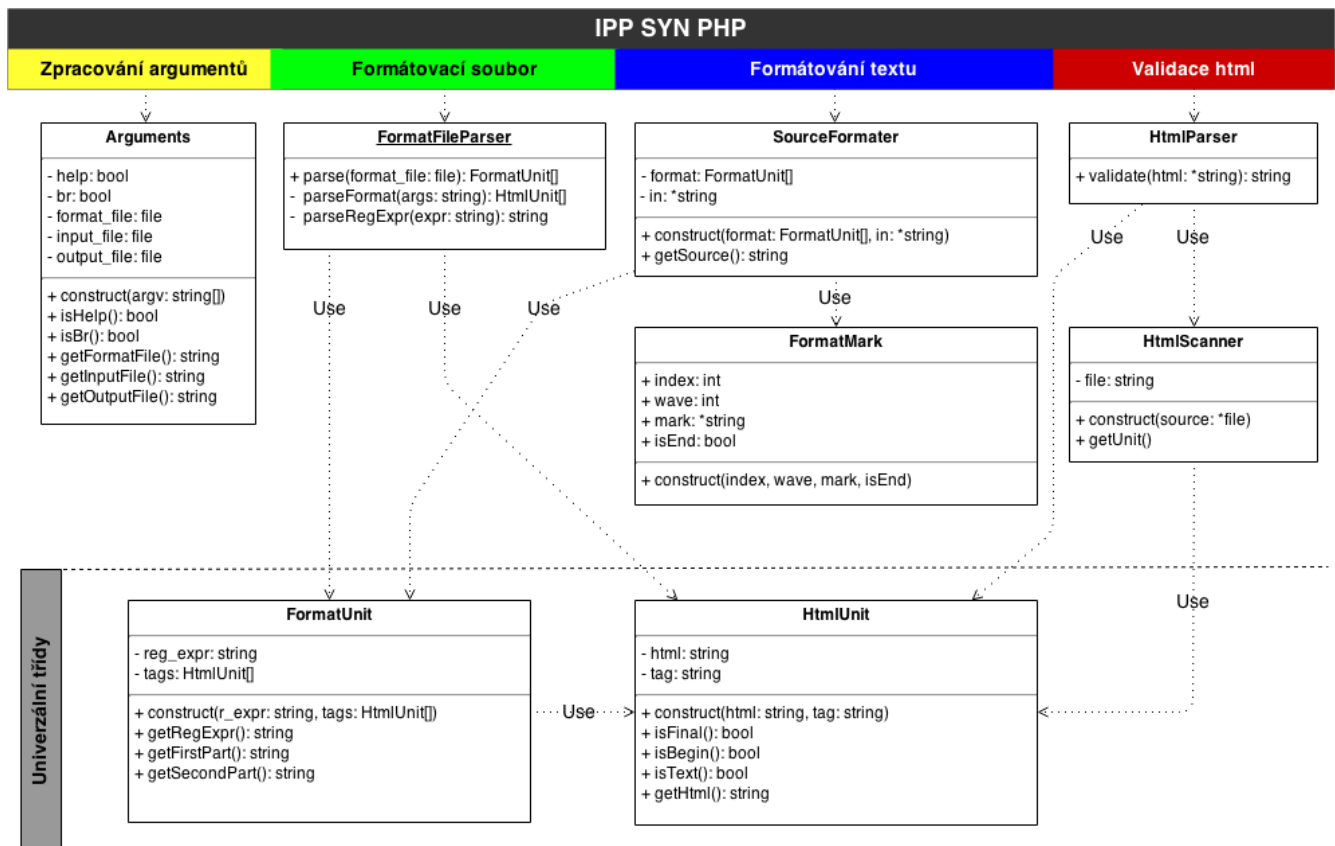 IPP SYN PHP
Zpracování argumentů
Formátovací soubor
Formátování textu
Validace html
Arguments
- help: bool
- br: bool
- format_file: file
- input_file: file
- output_file: file
+ construct(argv: string[])
+ isHelp(): bool
+ isBr(): bool
+ getFormatFile(): string
+ getInputFile(): string
+ getOutputFile(): string
FormatFileParser
+ parse(format_file: file): FormatUnit[]
- parseFormat(args: string): HtmlUnit[]
- parseRegExpr(expr: string): string
SourceFormater
- format: FormatUnit[]
- in: *string
+ construct(format: FormatUnit[], in: *string)
+ getSource(): string
HtmlParser
+ validate(html: *string): string
Use
Use
Use
Use
Use
Use
FormatMark
+ index: int
+ wave: int
+ mark: *string
+ isEnd: bool
+ construct(index, wave, mark, isEnd)
HtmlScanner
- file: string
+ construct(source: *file)
+ getUnit()
Use
Univerzální třídy
FormatUnit
- reg_expr: string
- tags: HtmlUnit[]
+ construct(r_expr: string, tags: HtmlUnit[])
+ getRegExpr(): string
+ getFirstPart(): string
+ getSecondPart(): string
Use
HtmlUnit
- html: string
- tag: string
+ construct(html: string, tag: string)
+ isFinal(): bool
+ isBegin(): bool
+ isText(): bool
+ getHtml(): string